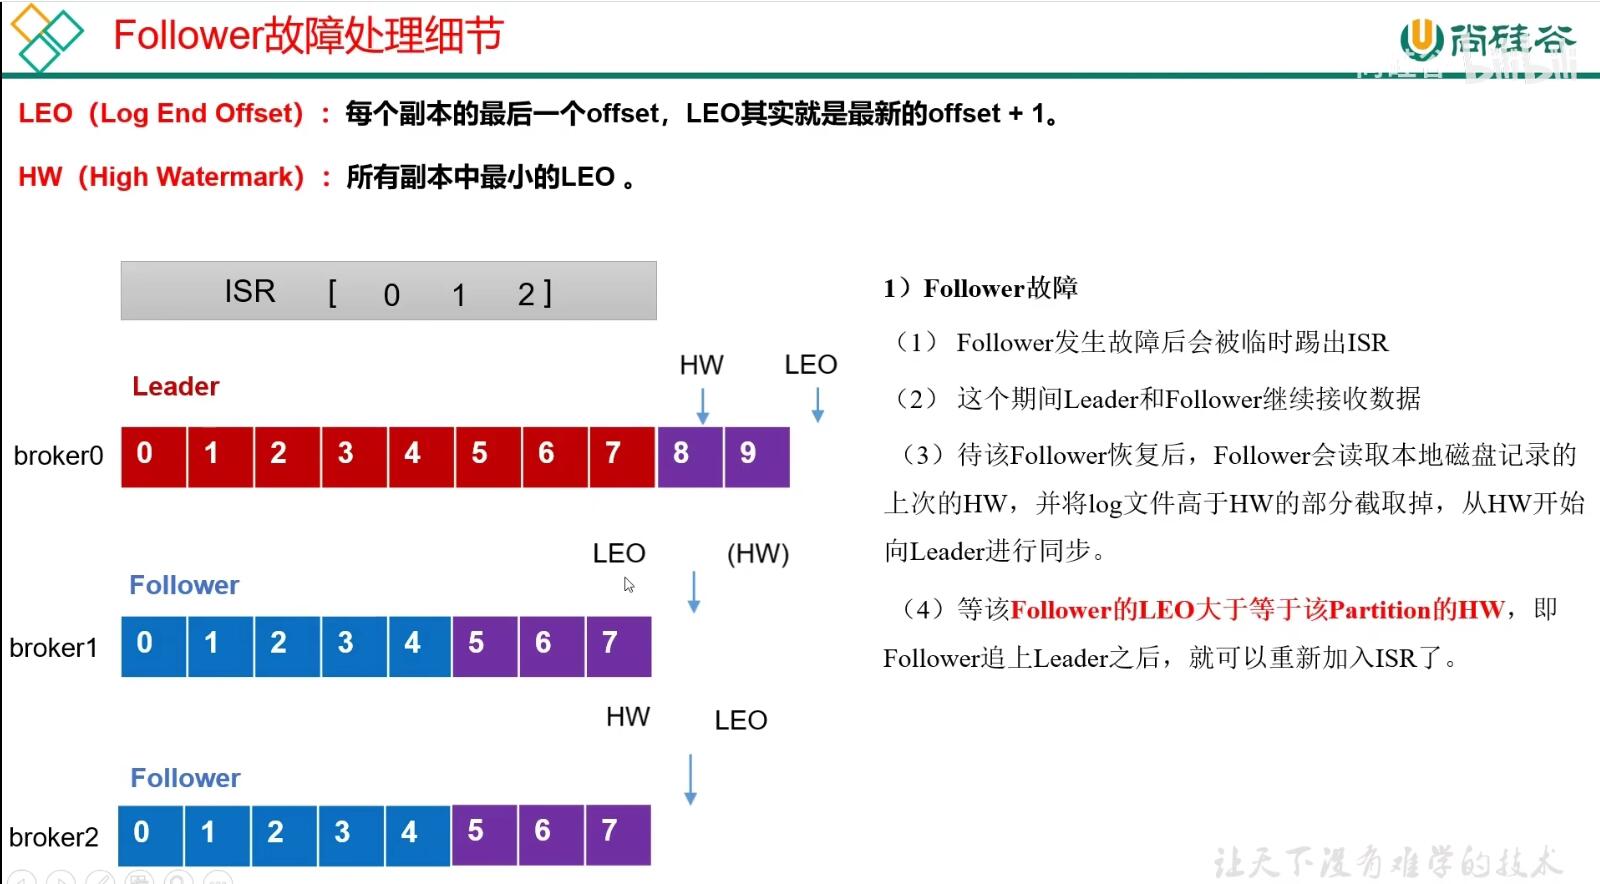 Follower故障处理细节
尚硅谷
bilibili
LEO（Log End Offset）：每个副本的最后一个offset，LEO其实就是最新的offset + 1。
HW（High Watermark）：所有副本中最小的LEO 。
ISR [ 0 1 2 ]
HW LEO
Leader
broker0 0 1 2 3 4 5 6 7 8 9
LEO (HW)
Follower
broker1 0 1 2 3 4 5 6 7
HW LEO
Follower
broker2 0 1 2 3 4 5 6 7
1）Follower故障
（1） Follower发生故障后会被临时踢出ISR
（2） 这个期间Leader和Follower继续接收数据
（3）待该Follower恢复后，Follower会读取本地磁盘记录的
上次的HW，并将log文件高于HW的部分截取掉，从HW开始
向Leader进行同步。
（4）等该Follower的LEO大于等于该Partition的HW，即
Follower追上Leader之后，就可以重新加入ISR了。
让天下没有难学的技术